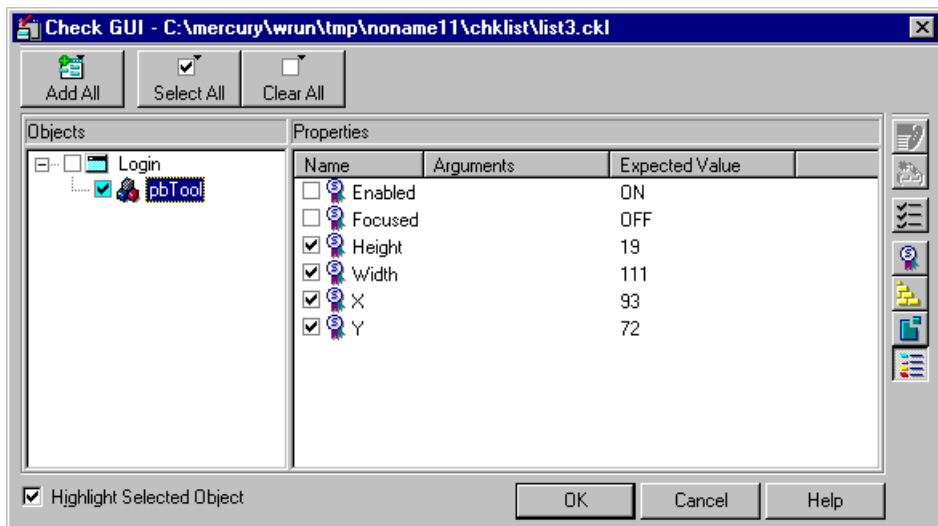 Check GUI - C:\mercury\wrun\tmp\noname11\chklist\list3.ckl
Add All Select All Clear All
Objects Properties
Login
pbTool
Name Arguments Expected Value
Enabled ON
Focused OFF
Height 19
Width 111
X 93
Y 72
Highlight Selected Object OK Cancel Help